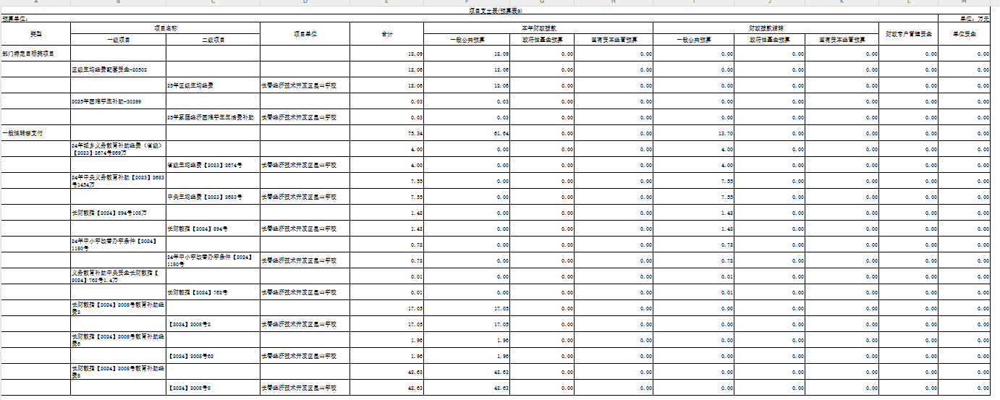 A B C D E F G H I J K L M
项目支出表(预算表9)
预算单位: 单位: 万元
类型 项目名称 项目单位 合计 本年财政拨款 财政拨款结转 财政专户管理资金 单位资金
一级项目 二级项目 一般公共预算 政府性基金预算 国有资本经营预算 一般公共预算 政府性基金预算 国有资本经营预算
部门特定目标类项目 12.09 12.09 0.00 0.00 0.00 0.00 0.00 0.00 0.00
区级生均经费配套资金-20502 12.06 12.06 0.00 0.00 0.00 0.00 0.00 0.00 0.00
25年区级生均经费 长春经济技术开发区昆山学校 12.06 12.06 0.00 0.00 0.00 0.00 0.00 0.00 0.00
2025年困难学生补助-30399 0.03 0.03 0.00 0.00 0.00 0.00 0.00 0.00 0.00
25年家庭经济困难学生生活费补助 长春经济技术开发区昆山学校 0.03 0.03 0.00 0.00 0.00 0.00 0.00 0.00 0.00
一般性转移支付 75.34 61.64 0.00 0.00 13.70 0.00 0.00 0.00 0.00
24年城乡义务教育补助经费（省级）
【2023】2674号869万 4.00 0.00 0.00 0.00 4.00 0.00 0.00 0.00 0.00
省级生均经费【2023】2674号 长春经济技术开发区昆山学校 4.00 0.00 0.00 0.00 4.00 0.00 0.00 0.00 0.00
24年中央义务教育补助【2023】2683
号1454万 7.55 0.00 0.00 0.00 7.55 0.00 0.00 0.00 0.00
中央生均经费【2023】2683号 长春经济技术开发区昆山学校 7.55 0.00 0.00 0.00 7.55 0.00 0.00 0.00 0.00
长财教指【2024】894号108万 1.42 0.00 0.00 0.00 1.42 0.00 0.00 0.00 0.00
长财教指【2024】894号 长春经济技术开发区昆山学校 1.42 0.00 0.00 0.00 1.42 0.00 0.00 0.00 0.00
24年中小学改善办学条件【2024】
1180号 0.72 0.00 0.00 0.00 0.72 0.00 0.00 0.00 0.00
24年中小学改善办学条件【2024】
1180号 长春经济技术开发区昆山学校 0.72 0.00 0.00 0.00 0.72 0.00 0.00 0.00 0.00
义务教育补助中央资金长财教指【
2024】762号1.4万 0.01 0.00 0.00 0.00 0.01 0.00 0.00 0.00 0.00
长财教指【2024】762号 长春经济技术开发区昆山学校 0.01 0.00 0.00 0.00 0.01 0.00 0.00 0.00 0.00
长财教指【2024】2008号教育补助经
费2 17.05 17.05 0.00 0.00 0.00 0.00 0.00 0.00 0.00
【2024】2008号2 长春经济技术开发区昆山学校 17.05 17.05 0.00 0.00 0.00 0.00 0.00 0.00 0.00
长财教指【2024】2008号教育补助经
费6 1.96 1.96 0.00 0.00 0.00 0.00 0.00 0.00 0.00
【2024】2008号62 长春经济技术开发区昆山学校 1.96 1.96 0.00 0.00 0.00 0.00 0.00 0.00 0.00
长财教指【2024】2008号教育补助经
费8 42.63 42.63 0.00 0.00 0.00 0.00 0.00 0.00 0.00
【2024】2008号8 长春经济技术开发区昆山学校 42.63 42.63 0.00 0.00 0.00 0.00 0.00 0.00 0.00